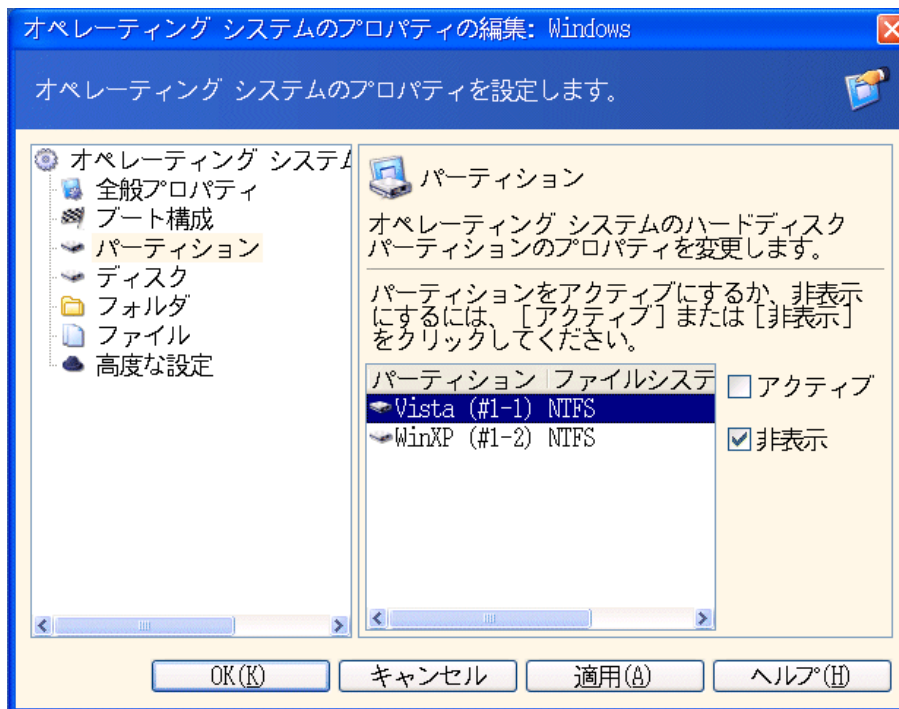 オペレーティング システムのプロパティの編集: Windows
オペレーティング システムのプロパティを設定します。
オペレーティング システム
全般プロパティ
ブート構成
パーティション
ディスク
フォルダ
ファイル
高度な設定
パーティション
オペレーティング システムのハードディスク
パーティションのプロパティを変更します。
パーティションをアクティブにするか、非表示
にするには、[アクティブ]または[非表示]
をクリックしてください。
パーティション ファイルシステ
Vista (#1-1) NTFS
WinXP (#1-2) NTFS
アクティブ
非表示
OK(K) キャンセル 適用(A) ヘルプ(H)